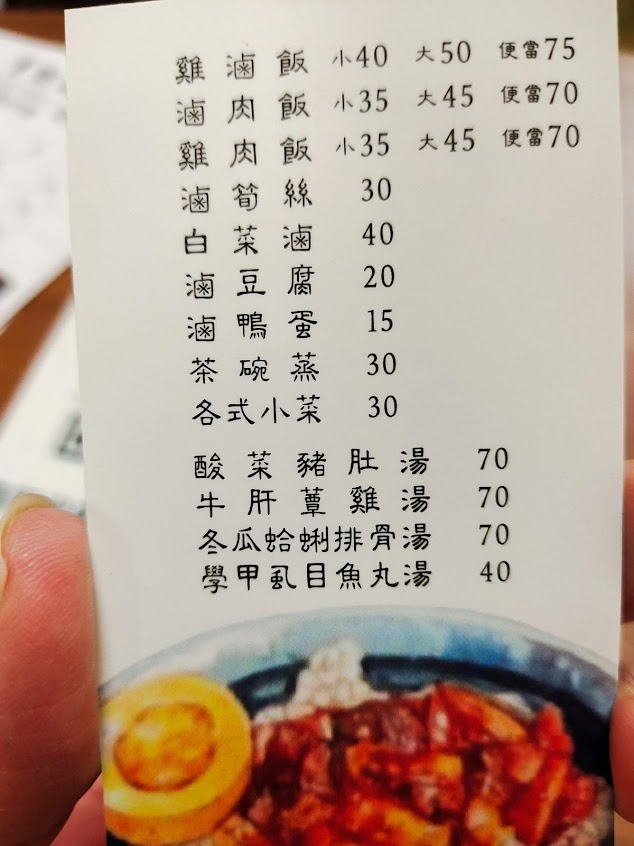 雞滷飯 小40 大50 便當75
滷肉飯 小35 大45 便當70
雞肉飯 小35 大45 便當70
滷筍絲 30
白菜滷 40
滷豆腐 20
滷鴨蛋 15
茶碗蒸 30
各式小菜 30
酸菜豬肚湯 70
牛肝蕈雞湯 70
冬瓜蛤蜊排骨湯 70
學甲虱目魚丸湯 40